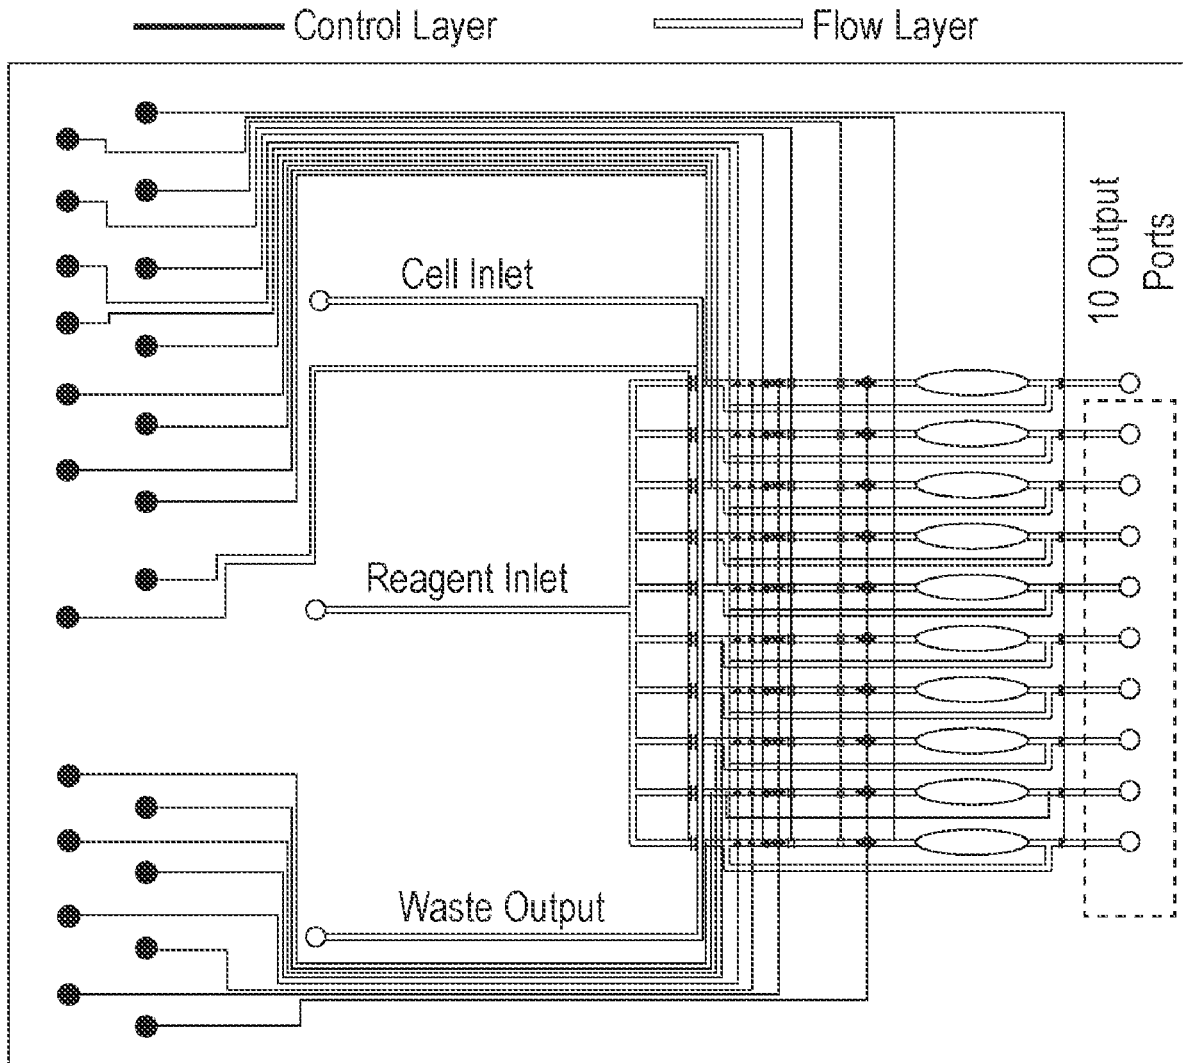 Control Layer
Flow Layer
10 Output
Ports
Cell Inlet
Reagent Inlet
Waste Output